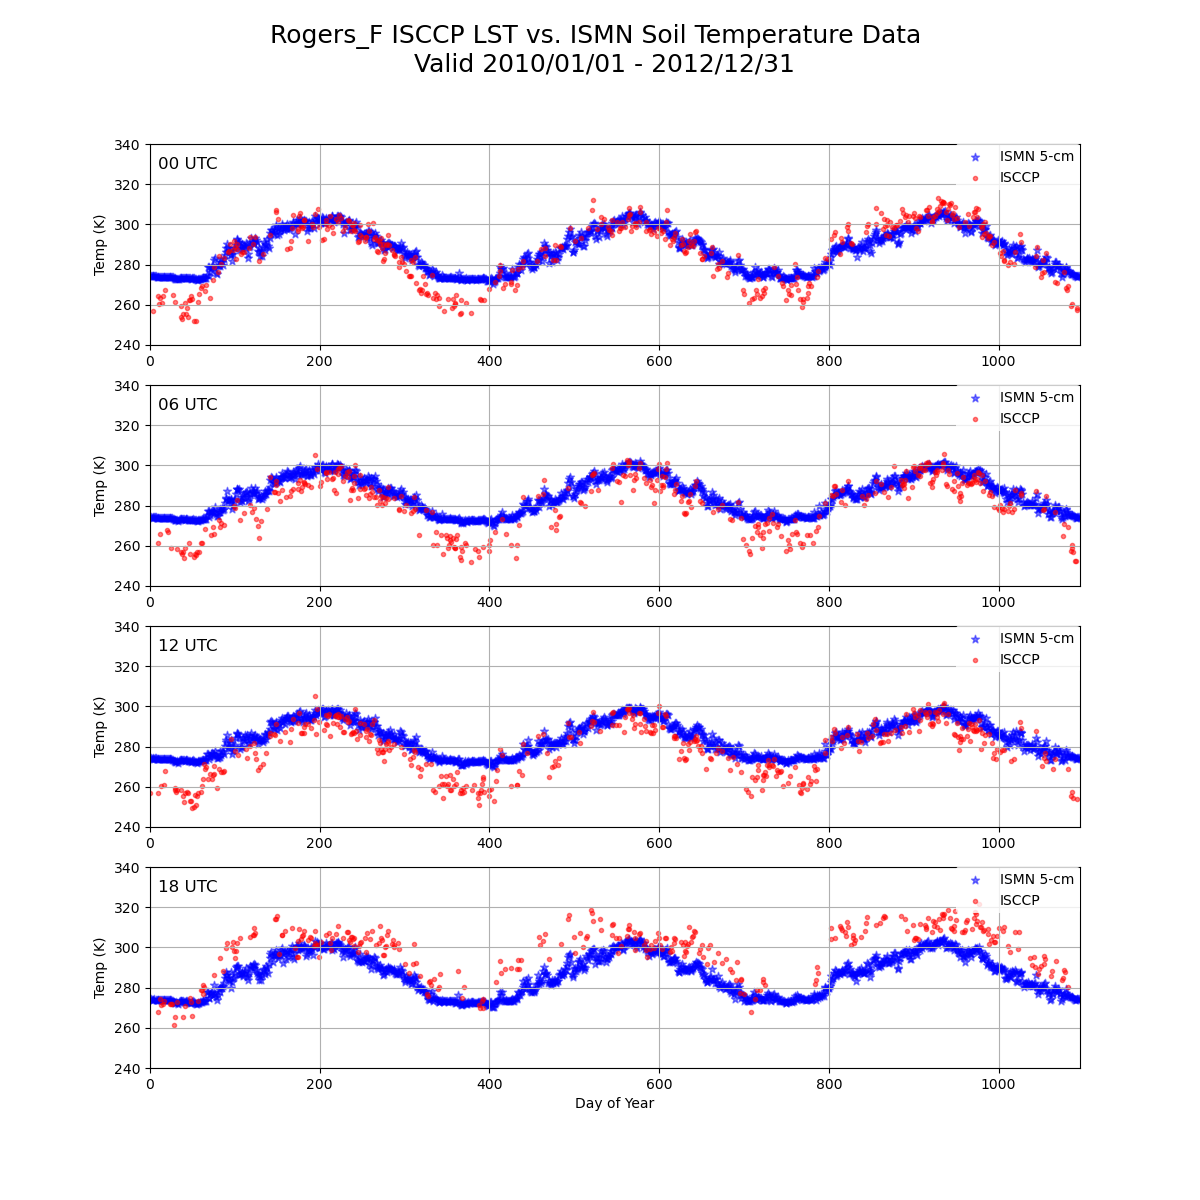 Rogers_F ISCCP LST vs. ISMN Soil Temperature Data
Valid 2010/01/01 - 2012/12/31
340
320
300
280
260
240
Temp (K)
00 UTC
ISMN 5-cm
ISCCP
0
200
400
600
800
1000
340
320
300
280
260
240
Temp (K)
06 UTC
ISMN 5-cm
ISCCP
0
200
400
600
800
1000
340
320
300
280
260
240
Temp (K)
12 UTC
ISMN 5-cm
ISCCP
0
200
400
600
800
1000
340
320
300
280
260
240
Temp (K)
18 UTC
ISMN 5-cm
ISCCP
0
200
400
600
800
1000
Day of Year